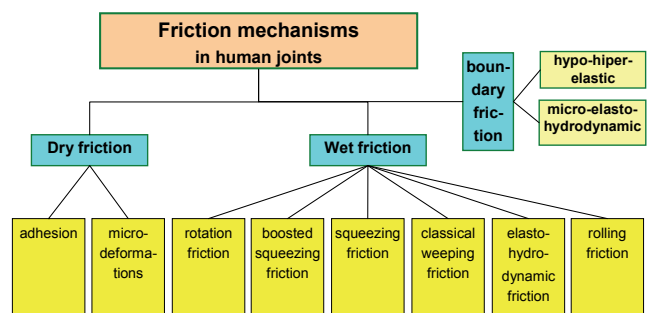 Friction mechanisms
in human joints
boun-
dary
fric-
tion
hypo-hiper-
elastic
micro-elasto-
hydrodynamic
Dry friction
Wet friction
adhesion
micro-
deforma-
tions
rotation
friction
boosted
squeezing
friction
squeezing
friction
classical
weeping
friction
elasto-
hydro-
dynamic
friction
rolling
friction